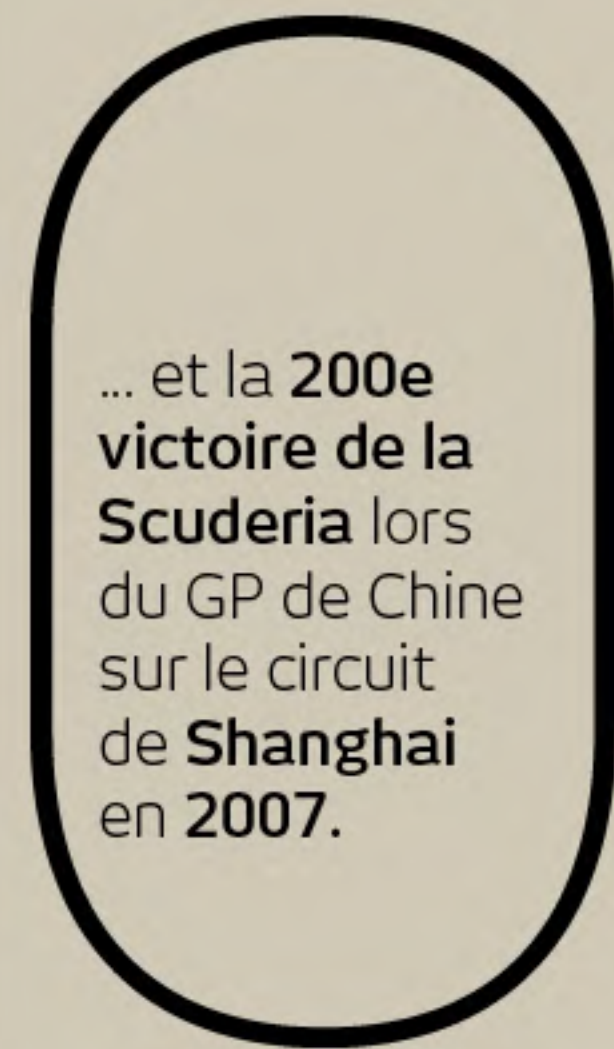 ... et la 200e
victoire de la
Scuderia lors
du GP de Chine
sur le circuit
de Shanghai
en 2007.